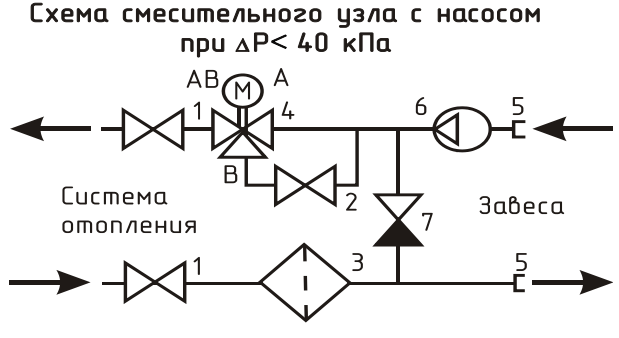 Схема смесительного узла с насосом
при ΔP< 40 кПа
AB M A
1 4 6 5
B
2
Система
отопления
Завеса
7
1 3 5